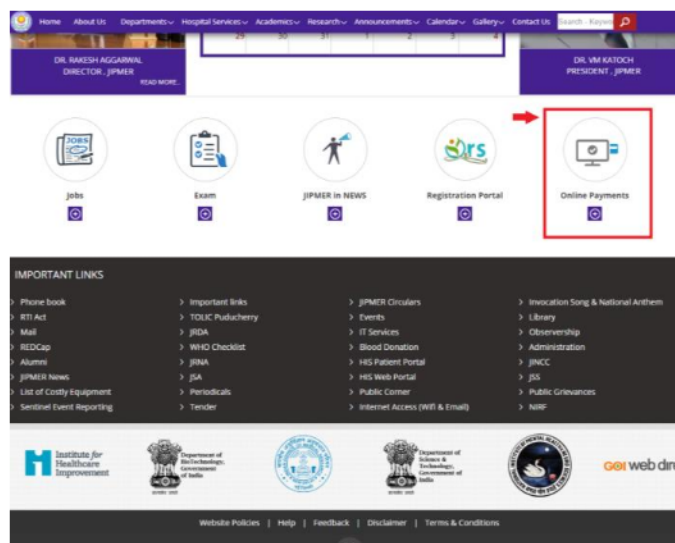 Home About Us Departments Hospital Services Academics Research Announcements Calendar Gallery Contact Us Search - Keywo
29 30 31 1 2 3 4
DR. RAKESH AGGARWAL
DIRECTOR , JIPMER
READ MORE..
DR. VM KATOCH
PRESIDENT , JIPMER
JOBS
rs
Jobs Exam JIPMER in NEWS Registration Portal Online Payments
IMPORTANT LINKS
Phone book Important links JIPMER Circulars Invocation Song & National Anthem
RTI Act TOLIC Puducherry Events Library
Mail JRDA IT Services Observership
REDCap WHO Checklist Blood Donation Administration
Alumni JRNA HIS Patient Portal JINCC
JIPMER News JSA HIS Web Portal JSS
List of Costly Equipment Periodicals Public Corner Public Grievances
Sentinel Event Reporting Tender Internet Access (Wifi & Email) NIRF
Institute for
Healthcare
Improvement
Department of
BioTechnology,
Government
of India
Department of
Science &
Technology,
Government of
India
GOI web dire
Website Policies | Help | Feedback | Disclaimer | Terms & Conditions